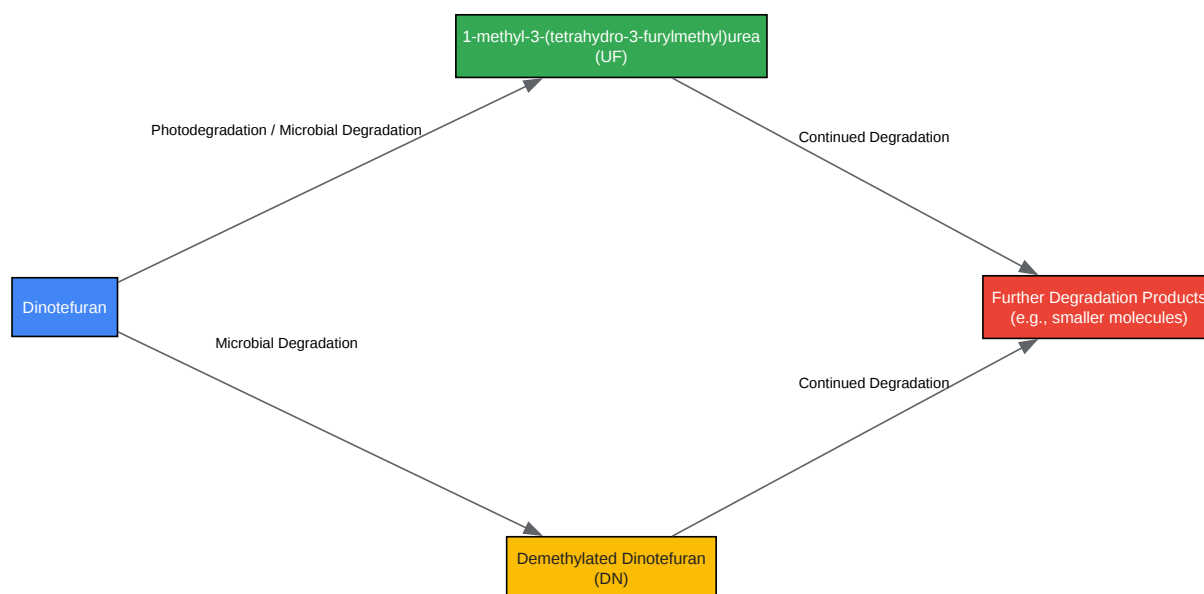 1-methyl-3-(tetrahydro-3-furylmethyl)urea
(UF)
Photodegradation / Microbial Degradation
Continued Degradation
Dinotefuran
Further Degradation Products
(e.g., smaller molecules)
Microbial Degradation
Continued Degradation
Demethylated Dinotefuran
(DN)